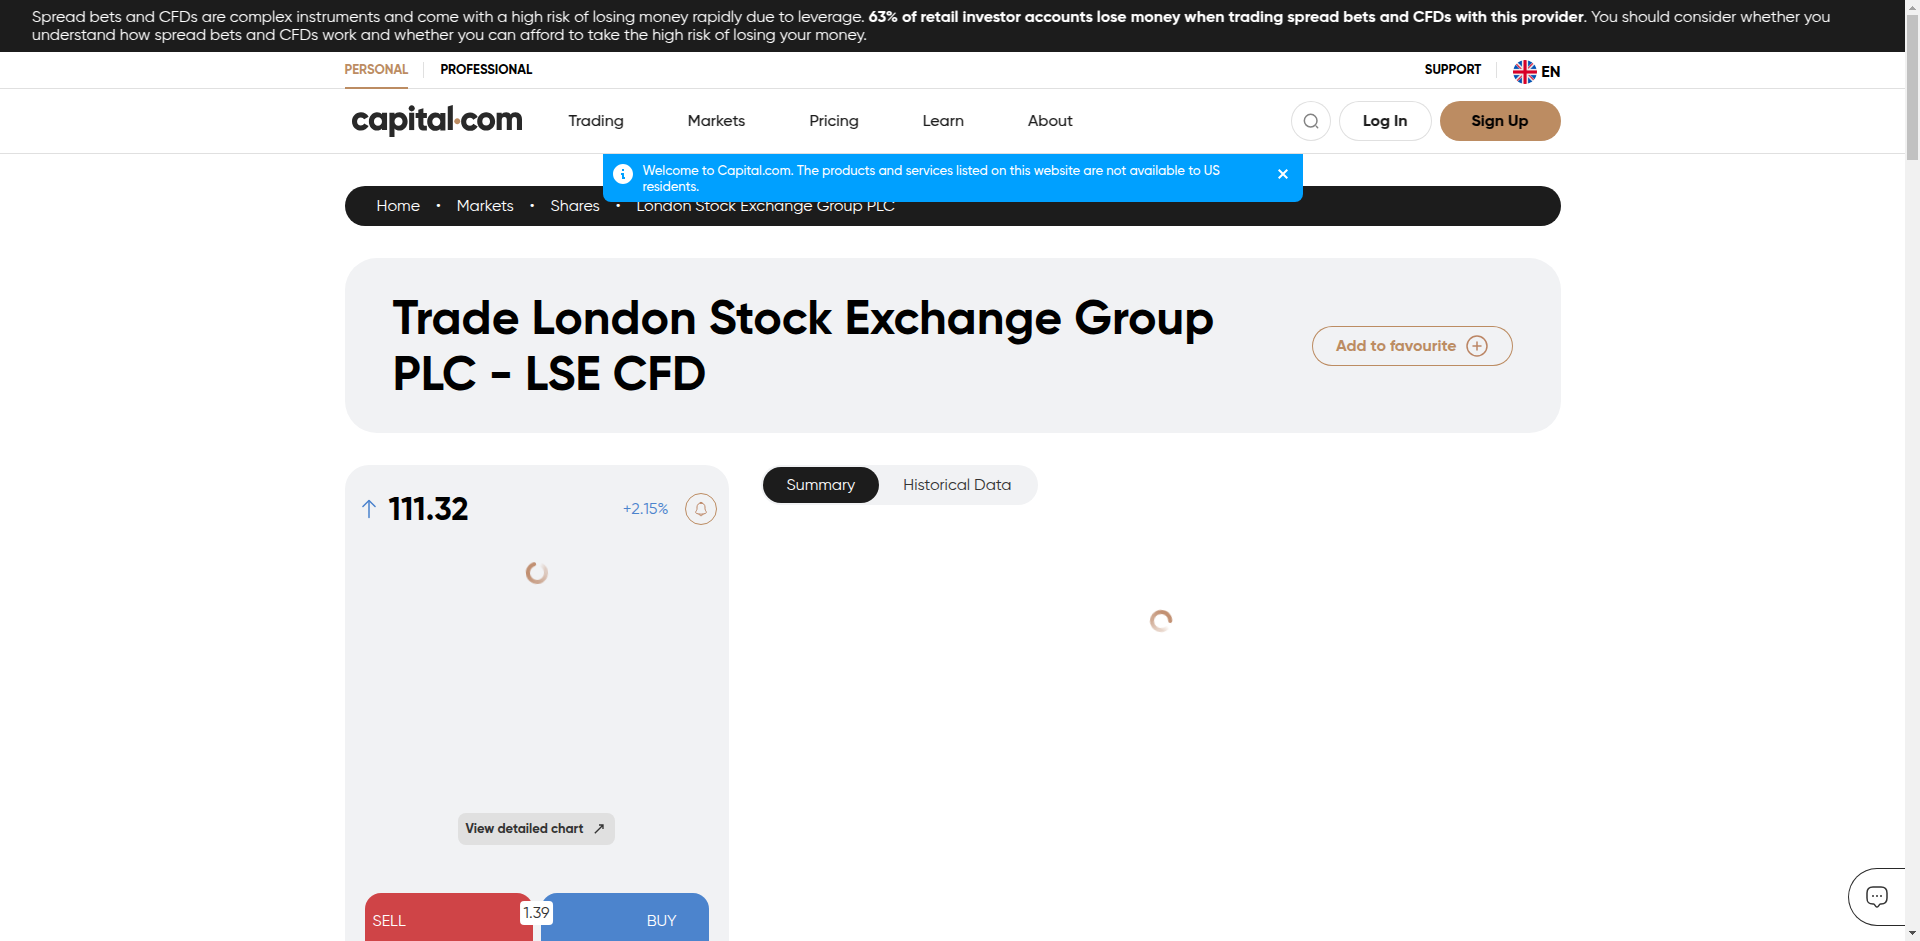 Spread bets and CFDs are complex instruments and come with a high risk of losing money rapidly due to leverage. 63% of retail investor accounts lose money when trading spread bets and CFDs with this provider. You should consider whether you
understand how spread bets and CFDs work and whether you can afford to take the high risk of losing your money.
PERSONAL PROFESSIONAL SUPPORT EN
capital.com Trading Markets Pricing Learn About Log In Sign Up
Welcome to Capital.com. The products and services listed on this website are not available to US
residents.
Home • Markets • Shares • London Stock Exchange Group PLC
Trade London Stock Exchange Group
PLC - LSE CFD
Add to favourite
111.32 +2.15%
Summary Historical Data
View detailed chart
SELL 1.39 BUY